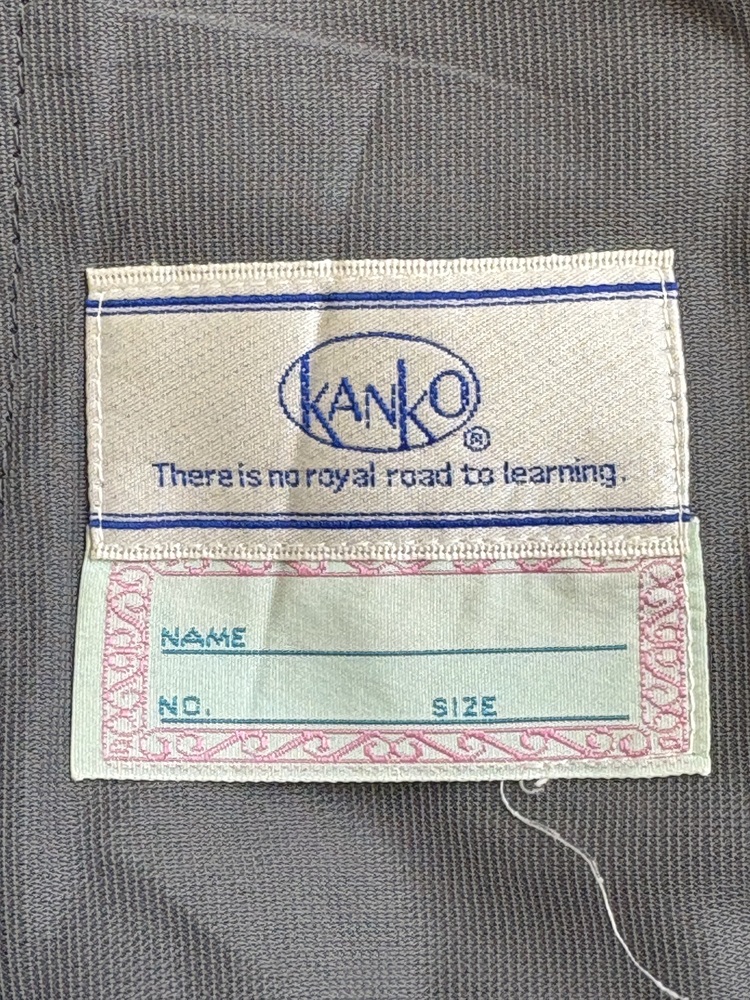 KANKO
®
There is no royal road to learning.
NAME
NO. SIZE